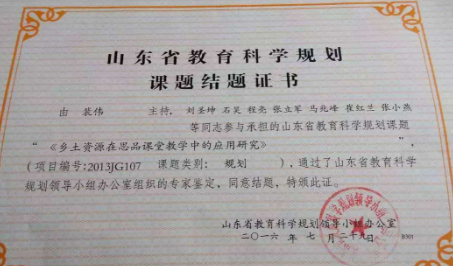 山东省教育科学规划
课题结题证书
由 裴伟 主持，刘圣坤 石昊 程亮 张立军 马兆峰 崔红兰 张小燕
等同志参与承担的山东省教育科学规划课题
“《乡土资源在思品课堂教学中的应用研究》”，
（项目编号:2013JG107 课题类别: 规划 ），通过了山东省教育科学
规划领导小组办公室组织的专家鉴定，同意结题，特颁此证。
山东省教育科学规划领导小组办公室
二〇一六年 七 月 二十九 日